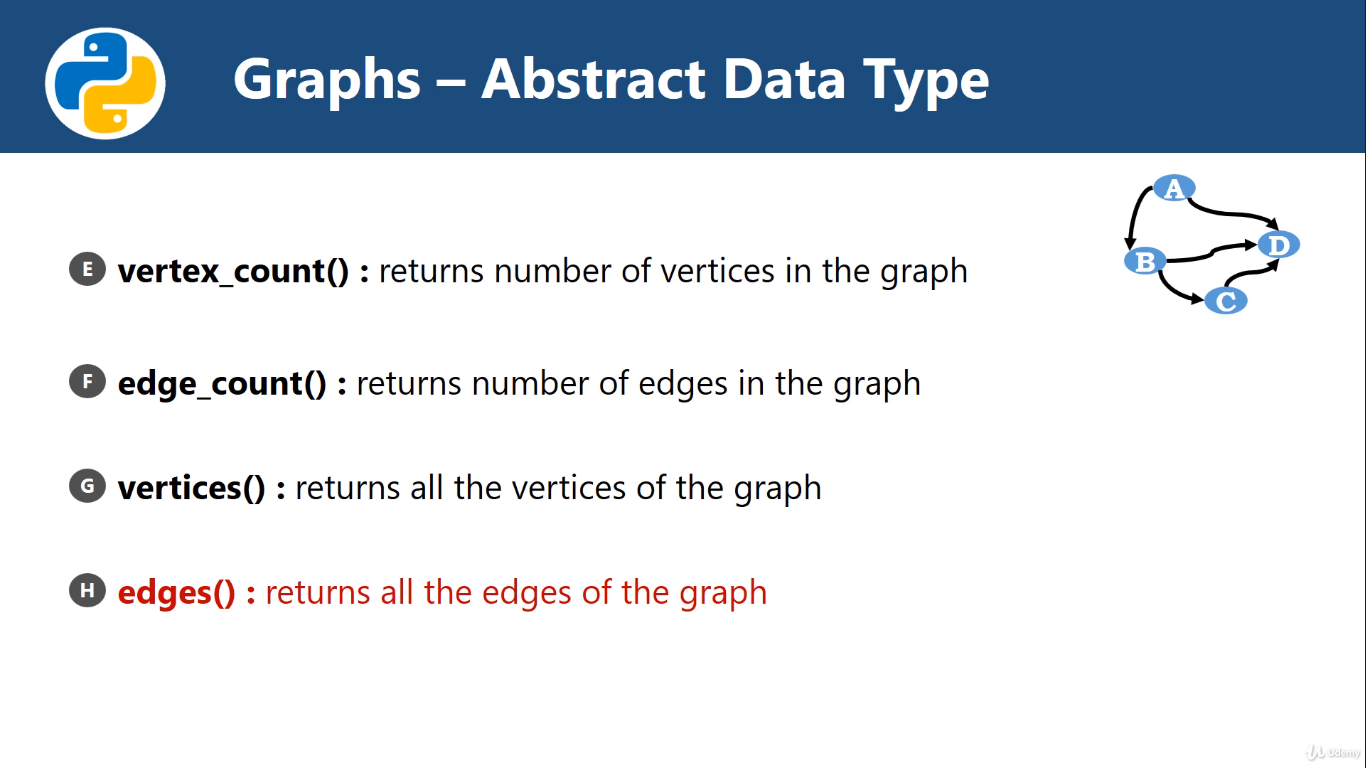 Graphs – Abstract Data Type
A
D
B
C
E vertex_count() : returns number of vertices in the graph
F edge_count() : returns number of edges in the graph
G vertices() : returns all the vertices of the graph
H edges() : returns all the edges of the graph
Udemy